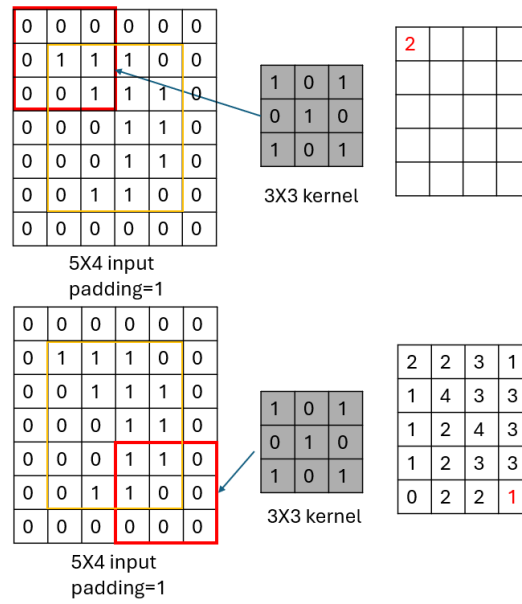 0 0 0 0 0 0
0 1 1 1 0 0
0 0 1 1 1 0
0 0 0 1 1 0
0 0 0 1 1 0
0 0 1 1 0 0
0 0 0 0 0 0
5X4 input
padding=1
1 0 1
0 1 0
1 0 1
3X3 kernel
2
0 0 0 0 0 0
0 1 1 1 0 0
0 0 1 1 1 0
0 0 0 1 1 0
0 0 0 1 1 0
0 0 1 1 0 0
0 0 0 0 0 0
5X4 input
padding=1
1 0 1
0 1 0
1 0 1
3X3 kernel
2 2 3 1
1 4 3 3
1 2 4 3
1 2 3 3
0 2 2 1